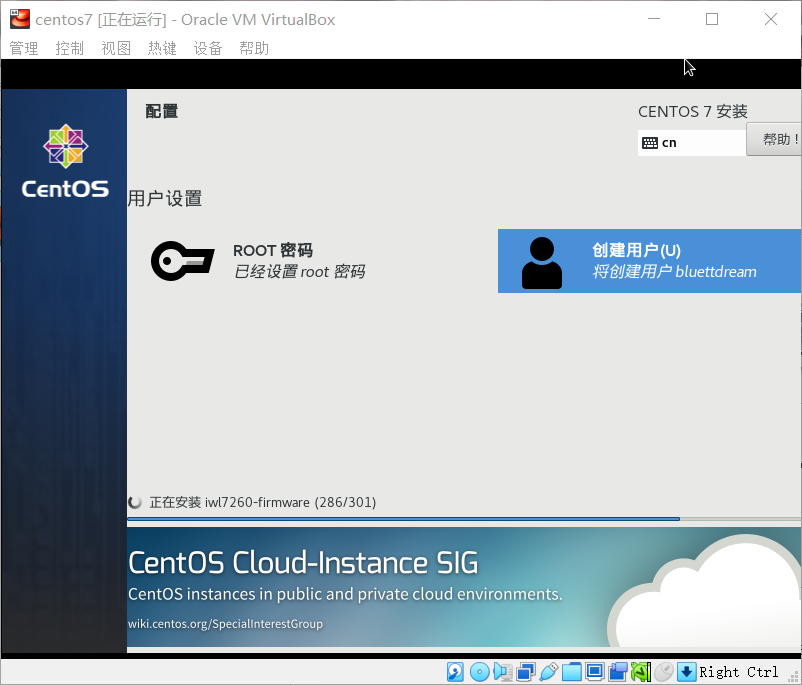 centos7 [正在运行] - Oracle VM VirtualBox
管理 控制 视图 热键 设备 帮助
配置
CENTOS 7 安装
cn
帮助！
CentOS
用户设置
ROOT 密码
已经设置 root 密码
创建用户(U)
将创建用户 bluettdream
正在安装 iwl7260-firmware (286/301)
CentOS Cloud-Instance SIG
CentOS instances in public and private cloud environments.
wiki.centos.org/SpecialInterestGroup
Right Ctrl